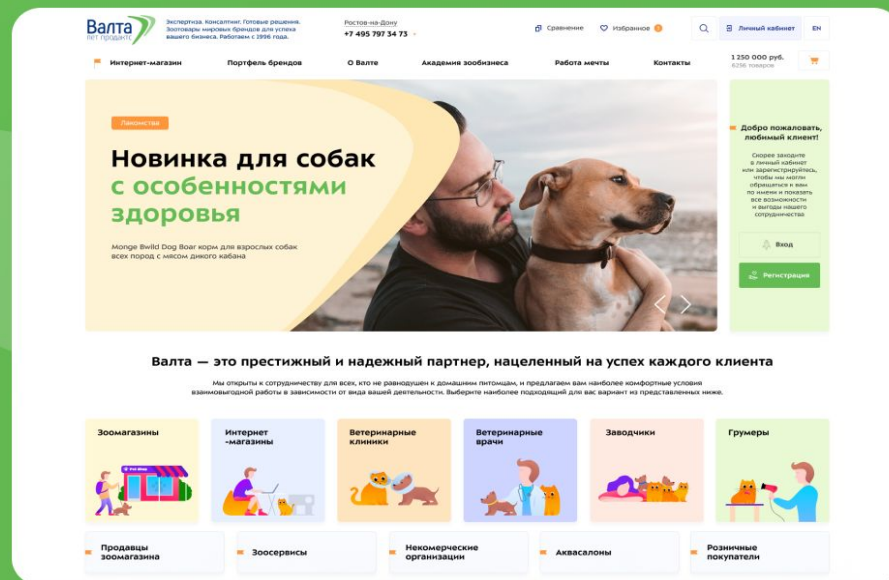 Валта
ПЕТ ПРОДАКТС
Экспертиза. Консалтинг. Готовые решения.
Зоотовары мировых брендов для успеха
вашего бизнеса. Работаем с 1996 года.
Ростов-на-Дону
+7 495 797 34 73
Сравнение
Избранное
Личный кабинет
EN
Интернет-магазин
Портфель брендов
О Валте
Академия зообизнеса
Работа мечты
Контакты
1 250 000 руб.
6256 товаров
Лакомства
Новинка для собак
с особенностями
здоровья
Monge Bwild Dog Boar корм для взрослых собак
всех пород с мясом дикого кабана
Добро пожаловать,
любимый клиент!
Скорее заходите
в личный кабинет
или зарегистрируйтесь,
чтобы мы могли
обращаться к вам
по имени и показать
все возможности
и выгоды нашего
сотрудничества
Вход
Регистрация
Валта — это престижный и надежный партнер, нацеленный на успех каждого клиента
Мы открыты к сотрудничеству для всех, кто не равнодушен к домашним питомцам, и предлагаем вам наиболее комфортные условия
взаимовыгодной работы в зависимости от вида вашей деятельности. Выберите наиболее подходящий для вас вариант из представленных ниже.
Зоомагазины
Pet Shop
Интернет
-магазины
Ветеринарные
клиники
Ветеринарные
врачи
Заводчики
Грумеры
Продавцы
зоомагазина
Зоосервисы
Некомерческие
организации
Аквасалоны
Розничные
покупатели